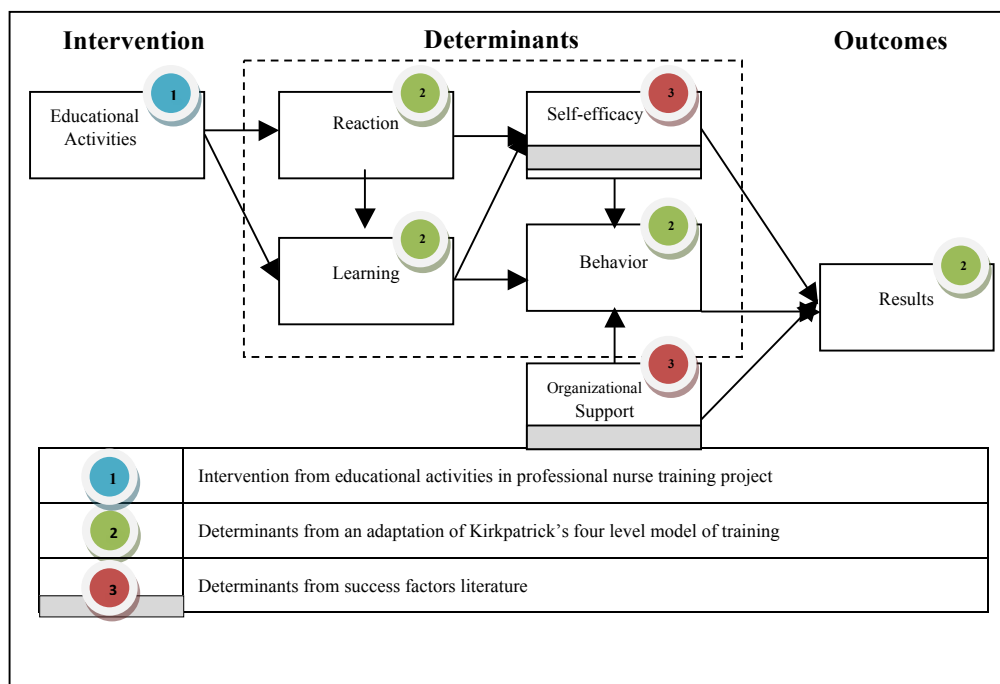 Intervention
Determinants
Outcomes
1
Educational
Activities
2
Reaction
3
Self-efficacy
2
Learning
2
Behavior
2
Results
3
Organizational
Support
1
Intervention from educational activities in professional nurse training project
2
Determinants from an adaptation of Kirkpatrick’s four level model of training
3
Determinants from success factors literature